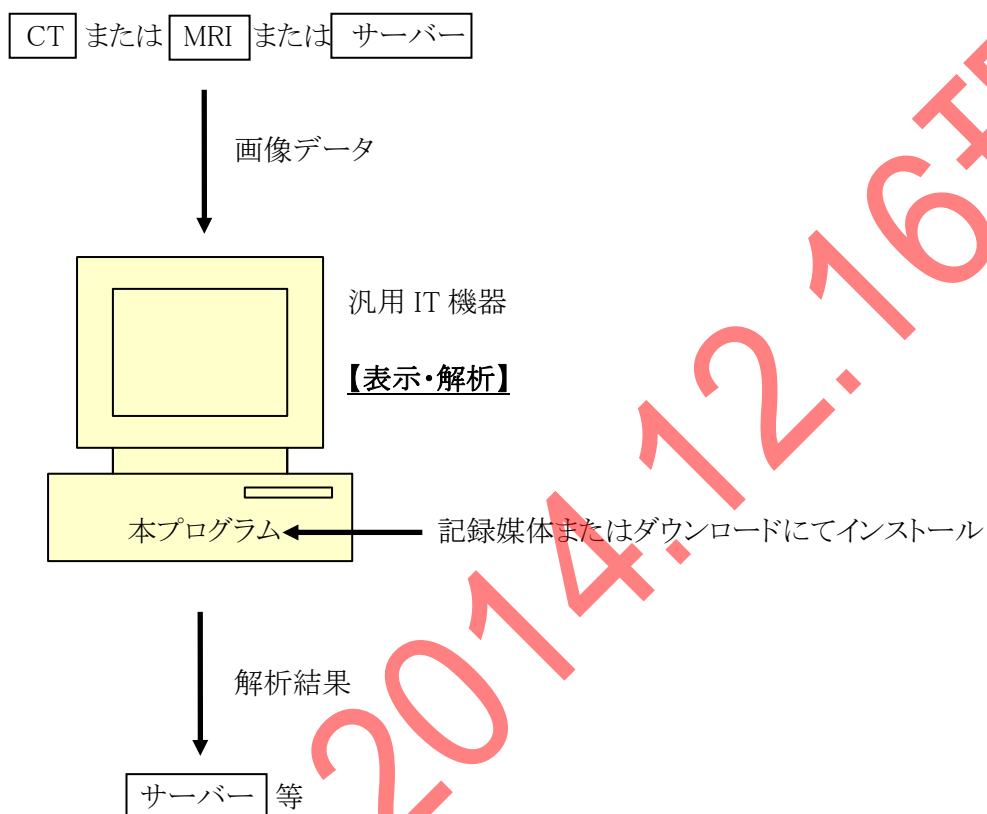 CT または MRI または サーバー
画像データ
汎用 IT 機器
【表示・解析】
本プログラム
記録媒体またはダウンロードにてインストール
解析結果
サーバー 等
2014.12.16